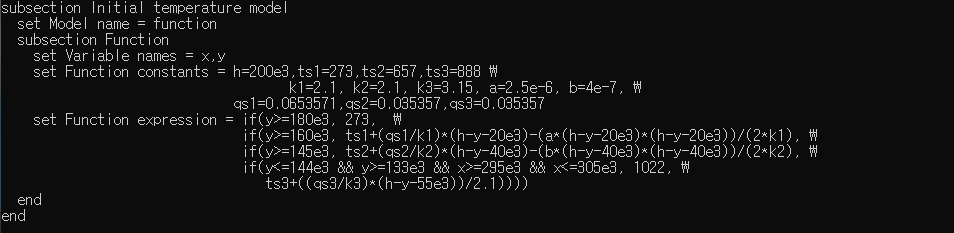 subsection Initial temperature model
set Model name = function
subsection Function
set Variable names = x,y
set Function constants = h=200e3,ts1=273,ts2=657,ts3=888 ₩
k1=2.1, k2=2.1, k3=3.15, a=2.5e-6, b=4e-7, ₩
qs1=0.0653571,qs2=0.035357,qs3=0.035357
set Function expression = if(y>=180e3, 273, ₩
if(y>=160e3, ts1+(qs1/k1)*(h-y-20e3)-(a*(h-y-20e3)*(h-y-20e3))/(2*k1), ₩
if(y>=145e3, ts2+(qs2/k2)*(h-y-40e3)-(b*(h-y-40e3)*(h-y-40e3))/(2*k2), ₩
if(y<=144e3 && y>=133e3 && x>=295e3 && x<=305e3, 1022, ₩
ts3+((qs3/k3)*(h-y-55e3))/2.1))))
end
end